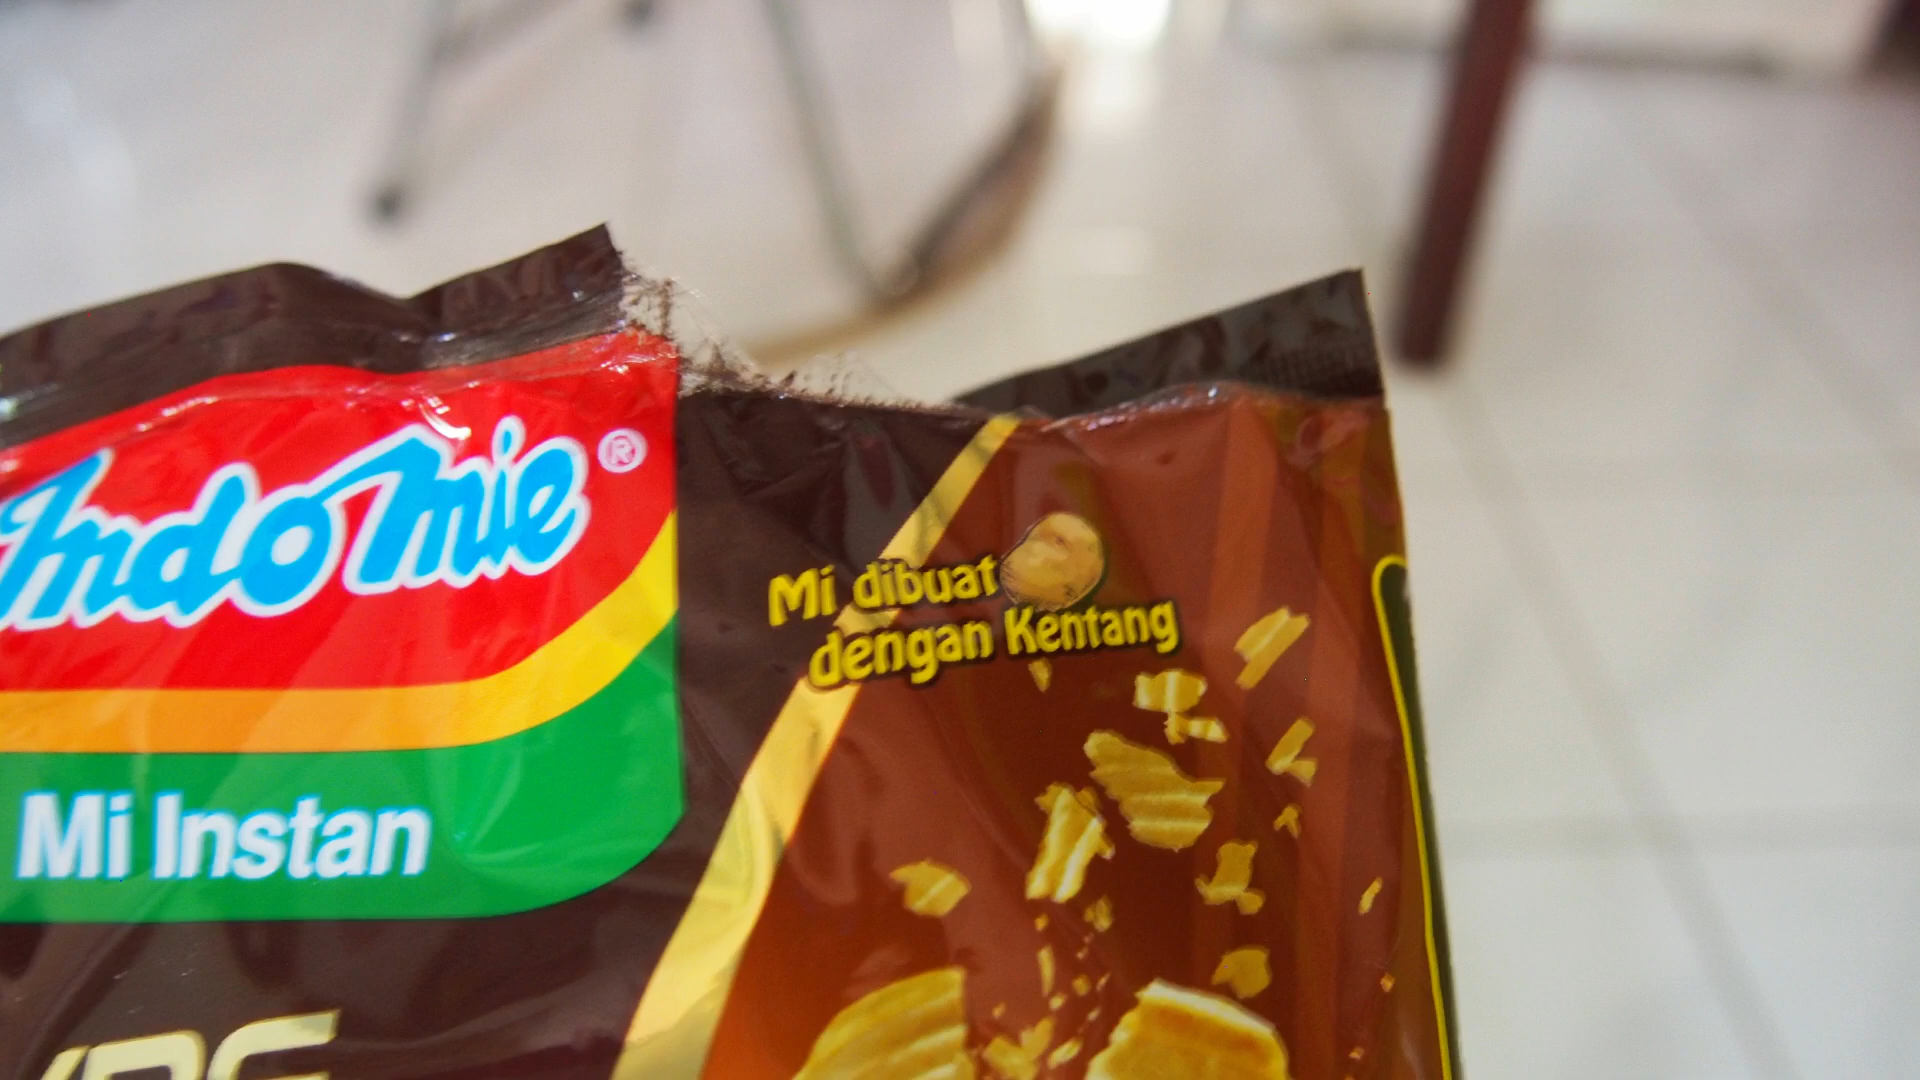 Indomie®
Mi Instan
Mi dibuat
dengan Kentang